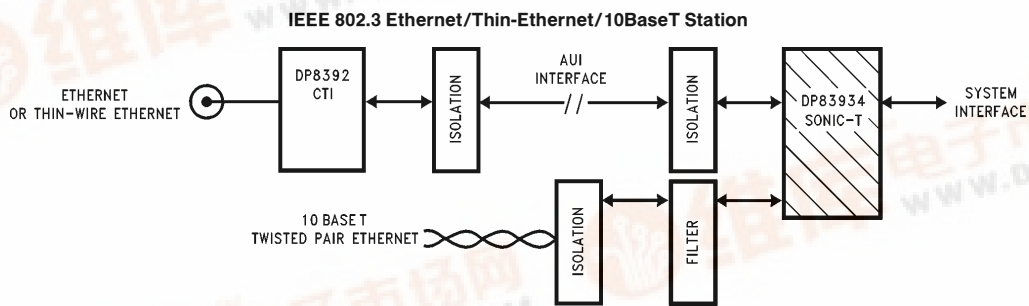 IEEE 802.3 Ethernet/Thin-Ethernet/10BaseT Station
ETHERNET
OR THIN-WIRE ETHERNET
DP8392
CTI
ISOLATION
AUI
INTERFACE
ISOLATION
DP83934
SONIC-T
SYSTEM
INTERFACE
10 BASE T
TWISTED PAIR ETHERNET
ISOLATION
FILTER